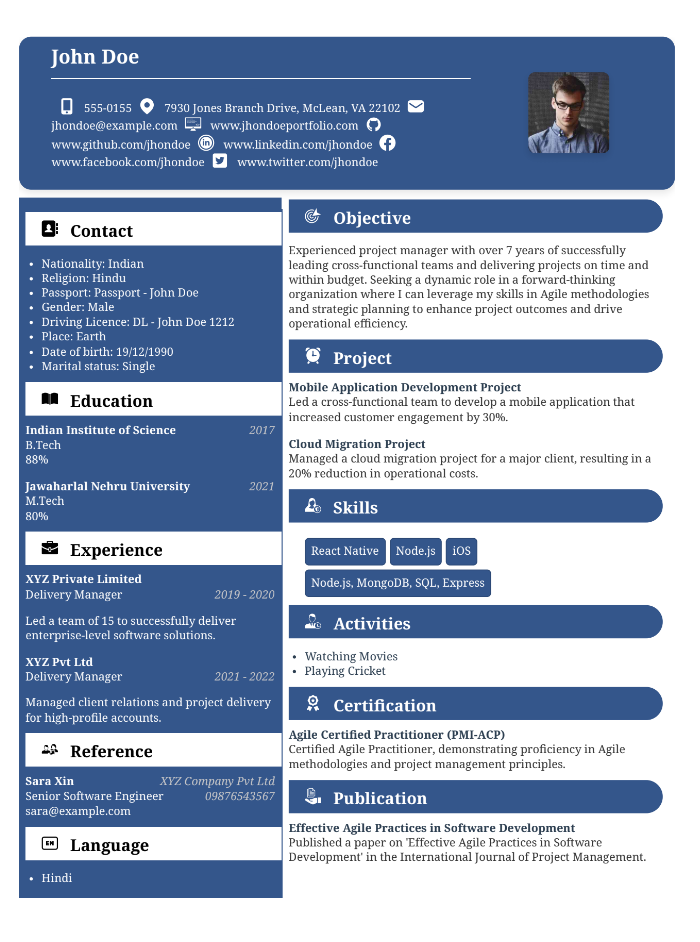 John Doe
555-0155 7930 Jones Branch Drive, McLean, VA 22102
jhondoe@example.com www.jhondoeportfolio.com
www.github.com/jhondoe www.linkedin.com/jhondoe
www.facebook.com/jhondoe www.twitter.com/jhondoe
Contact
• Nationality: Indian
• Religion: Hindu
• Passport: Passport - John Doe
• Gender: Male
• Driving Licence: DL - John Doe 1212
• Place: Earth
• Date of birth: 19/12/1990
• Marital status: Single
Education
Indian Institute of Science 2017
B.Tech
88%
Jawaharlal Nehru University 2021
M.Tech
80%
Experience
XYZ Private Limited
Delivery Manager 2019 - 2020
Led a team of 15 to successfully deliver
enterprise-level software solutions.
XYZ Pvt Ltd
Delivery Manager 2021 - 2022
Managed client relations and project delivery
for high-profile accounts.
Reference
Sara Xin XYZ Company Pvt Ltd
Senior Software Engineer 09876543567
sara@example.com
Language
• Hindi
Objective
Experienced project manager with over 7 years of successfully
leading cross-functional teams and delivering projects on time and
within budget. Seeking a dynamic role in a forward-thinking
organization where I can leverage my skills in Agile methodologies
and strategic planning to enhance project outcomes and drive
operational efficiency.
Project
Mobile Application Development Project
Led a cross-functional team to develop a mobile application that
increased customer engagement by 30%.
Cloud Migration Project
Managed a cloud migration project for a major client, resulting in a
20% reduction in operational costs.
Skills
React Native Node.js iOS
Node.js, MongoDB, SQL, Express
Activities
• Watching Movies
• Playing Cricket
Certification
Agile Certified Practitioner (PMI-ACP)
Certified Agile Practitioner, demonstrating proficiency in Agile
methodologies and project management principles.
Publication
Effective Agile Practices in Software Development
Published a paper on 'Effective Agile Practices in Software
Development' in the International Journal of Project Management.